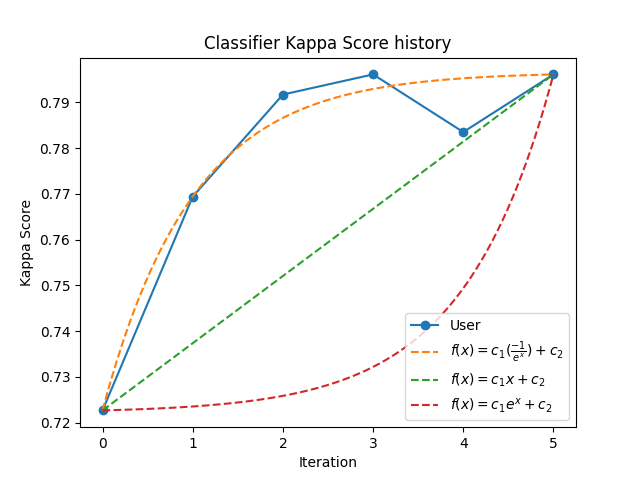 Classifier Kappa Score history
Kappa Score
0.79
0.78
0.77
0.76
0.75
0.74
0.73
0.72
User
f(x) = c₁(−1/eˣ) + c₂
f(x) = c₁x + c₂
f(x) = c₁eˣ + c₂
0 1 2 3 4 5
Iteration